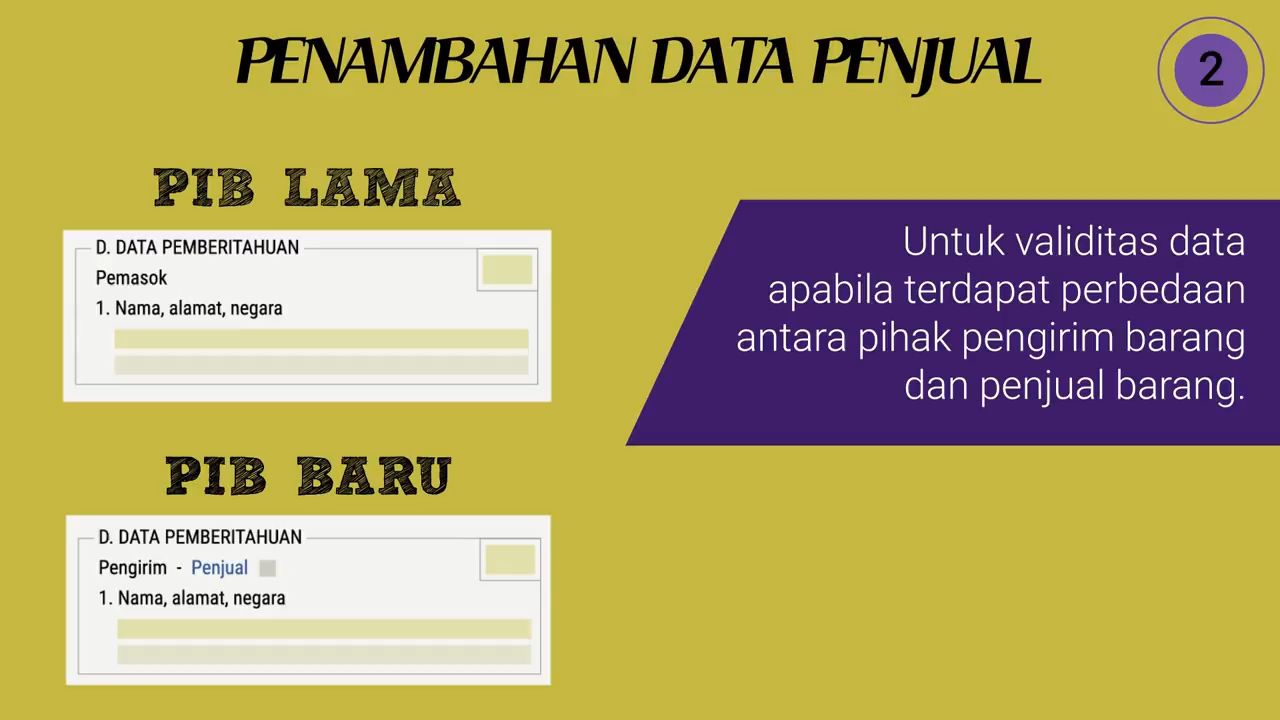 PENAMBAHAN DATA PENJUAL
2
PIB LAMA
D. DATA PEMBERITAHUAN
Pemasok
1. Nama, alamat, negara
Untuk validitas data
apabila terdapat perbedaan
antara pihak pengirim barang
dan penjual barang.
PIB BARU
D. DATA PEMBERITAHUAN
Pengirim - Penjual
1. Nama, alamat, negara